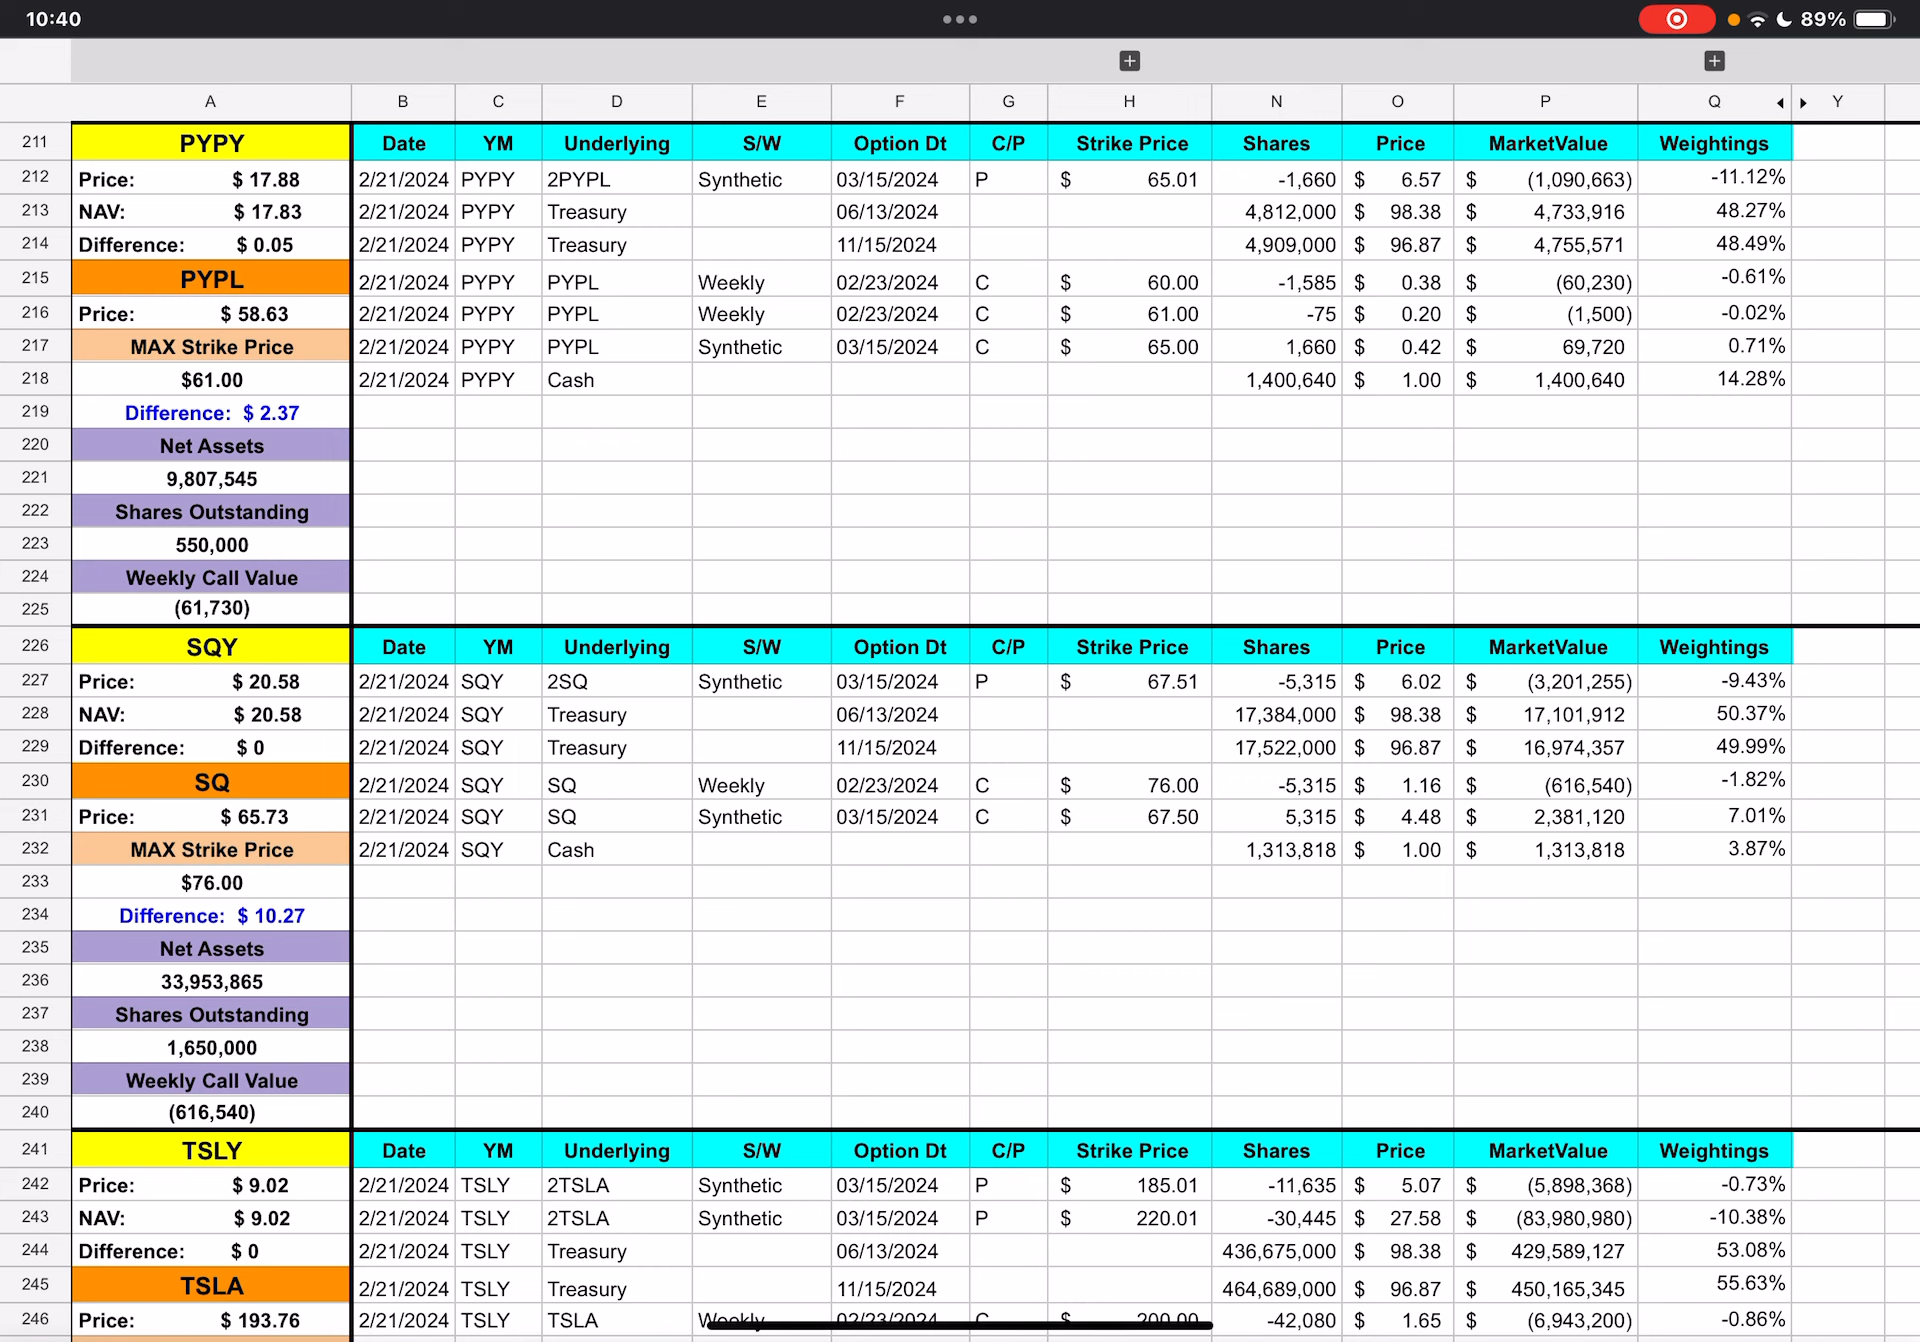 10:40
89%
A B C D E F G H N O P Q Y
211 PYPY Date YM Underlying S/W Option Dt C/P Strike Price Shares Price MarketValue Weightings
212 Price: $ 17.88 2/21/2024 PYPY 2PYPL Synthetic 03/15/2024 P $ 65.01 -1,660 $ 6.57 $ (1,090,663) -11.12%
213 NAV: $ 17.83 2/21/2024 PYPY Treasury 06/13/2024 4,812,000 $ 98.38 $ 4,733,916 48.27%
214 Difference: $ 0.05 2/21/2024 PYPY Treasury 11/15/2024 4,909,000 $ 96.87 $ 4,755,571 48.49%
215 PYPL 2/21/2024 PYPY PYPL Weekly 02/23/2024 C $ 60.00 -1,585 $ 0.38 $ (60,230) -0.61%
216 Price: $ 58.63 2/21/2024 PYPY PYPL Weekly 02/23/2024 C $ 61.00 -75 $ 0.20 $ (1,500) -0.02%
217 MAX Strike Price 2/21/2024 PYPY PYPL Synthetic 03/15/2024 C $ 65.00 1,660 $ 0.42 $ 69,720 0.71%
218 $61.00 2/21/2024 PYPY Cash 1,400,640 $ 1.00 $ 1,400,640 14.28%
219 Difference: $ 2.37
220 Net Assets
221 9,807,545
222 Shares Outstanding
223 550,000
224 Weekly Call Value
225 (61,730)
226 SQY Date YM Underlying S/W Option Dt C/P Strike Price Shares Price MarketValue Weightings
227 Price: $ 20.58 2/21/2024 SQY 2SQ Synthetic 03/15/2024 P $ 67.51 -5,315 $ 6.02 $ (3,201,255) -9.43%
228 NAV: $ 20.58 2/21/2024 SQY Treasury 06/13/2024 17,384,000 $ 98.38 $ 17,101,912 50.37%
229 Difference: $ 0 2/21/2024 SQY Treasury 11/15/2024 17,522,000 $ 96.87 $ 16,974,357 49.99%
230 SQ 2/21/2024 SQY SQ Weekly 02/23/2024 C $ 76.00 -5,315 $ 1.16 $ (616,540) -1.82%
231 Price: $ 65.73 2/21/2024 SQY SQ Synthetic 03/15/2024 C $ 67.50 5,315 $ 4.48 $ 2,381,120 7.01%
232 MAX Strike Price 2/21/2024 SQY Cash 1,313,818 $ 1.00 $ 1,313,818 3.87%
233 $76.00
234 Difference: $ 10.27
235 Net Assets
236 33,953,865
237 Shares Outstanding
238 1,650,000
239 Weekly Call Value
240 (616,540)
241 TSLY Date YM Underlying S/W Option Dt C/P Strike Price Shares Price MarketValue Weightings
242 Price: $ 9.02 2/21/2024 TSLY 2TSLA Synthetic 03/15/2024 P $ 185.01 -11,635 $ 5.07 $ (5,898,368) -0.73%
243 NAV: $ 9.02 2/21/2024 TSLY 2TSLA Synthetic 03/15/2024 P $ 220.01 -30,445 $ 27.58 $ (83,980,980) -10.38%
244 Difference: $ 0 2/21/2024 TSLY Treasury 06/13/2024 436,675,000 $ 98.38 $ 429,589,127 53.08%
245 TSLA 2/21/2024 TSLY Treasury 11/15/2024 464,689,000 $ 96.87 $ 450,165,345 55.63%
246 Price: $ 193.76 2/21/2024 TSLY TSLA Weekly 02/23/2024 C $ 200.00 -42,080 $ 1.65 $ (6,943,200) -0.86%